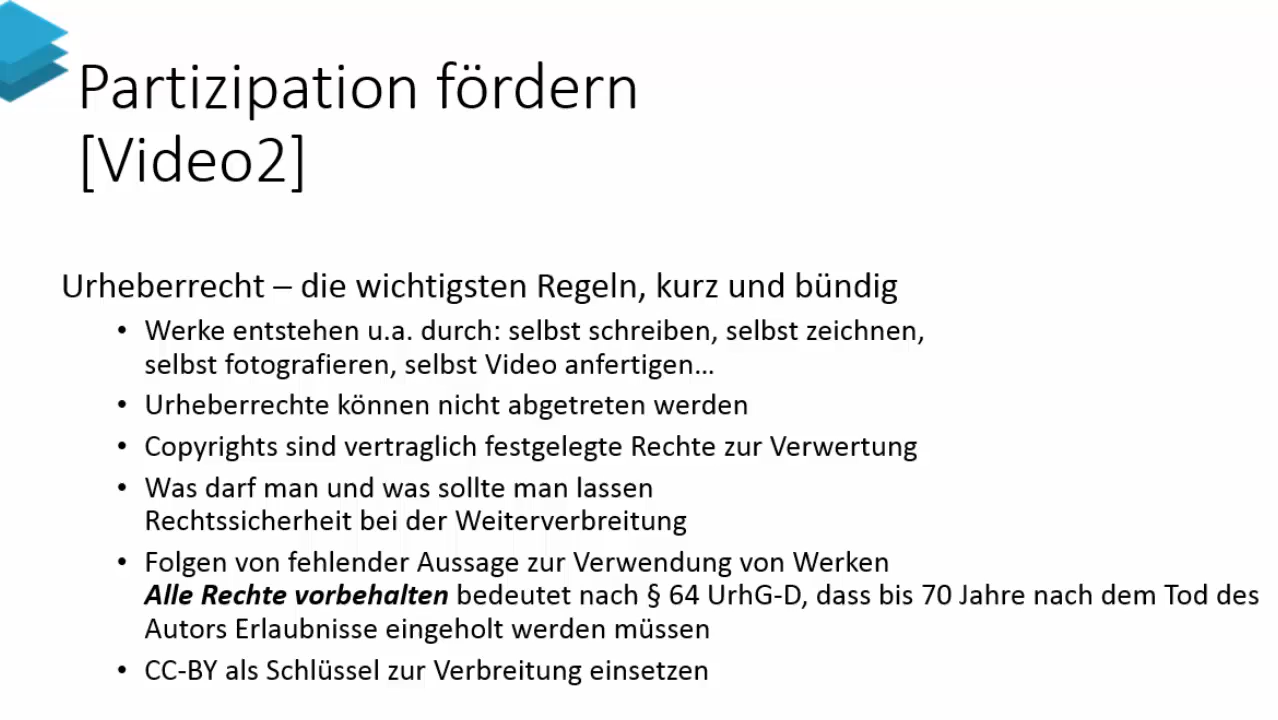 Partizipation fördern
[Video2]
Urheberrecht – die wichtigsten Regeln, kurz und bündig
• Werke entstehen u.a. durch: selbst schreiben, selbst zeichnen,
selbst fotografieren, selbst Video anfertigen…
• Urheberrechte können nicht abgetreten werden
• Copyrights sind vertraglich festgelegte Rechte zur Verwertung
• Was darf man und was sollte man lassen
Rechtssicherheit bei der Weiterverbreitung
• Folgen von fehlender Aussage zur Verwendung von Werken
Alle Rechte vorbehalten bedeutet nach § 64 UrhG-D, dass bis 70 Jahre nach dem Tod des
Autors Erlaubnisse eingeholt werden müssen
• CC-BY als Schlüssel zur Verbreitung einsetzen